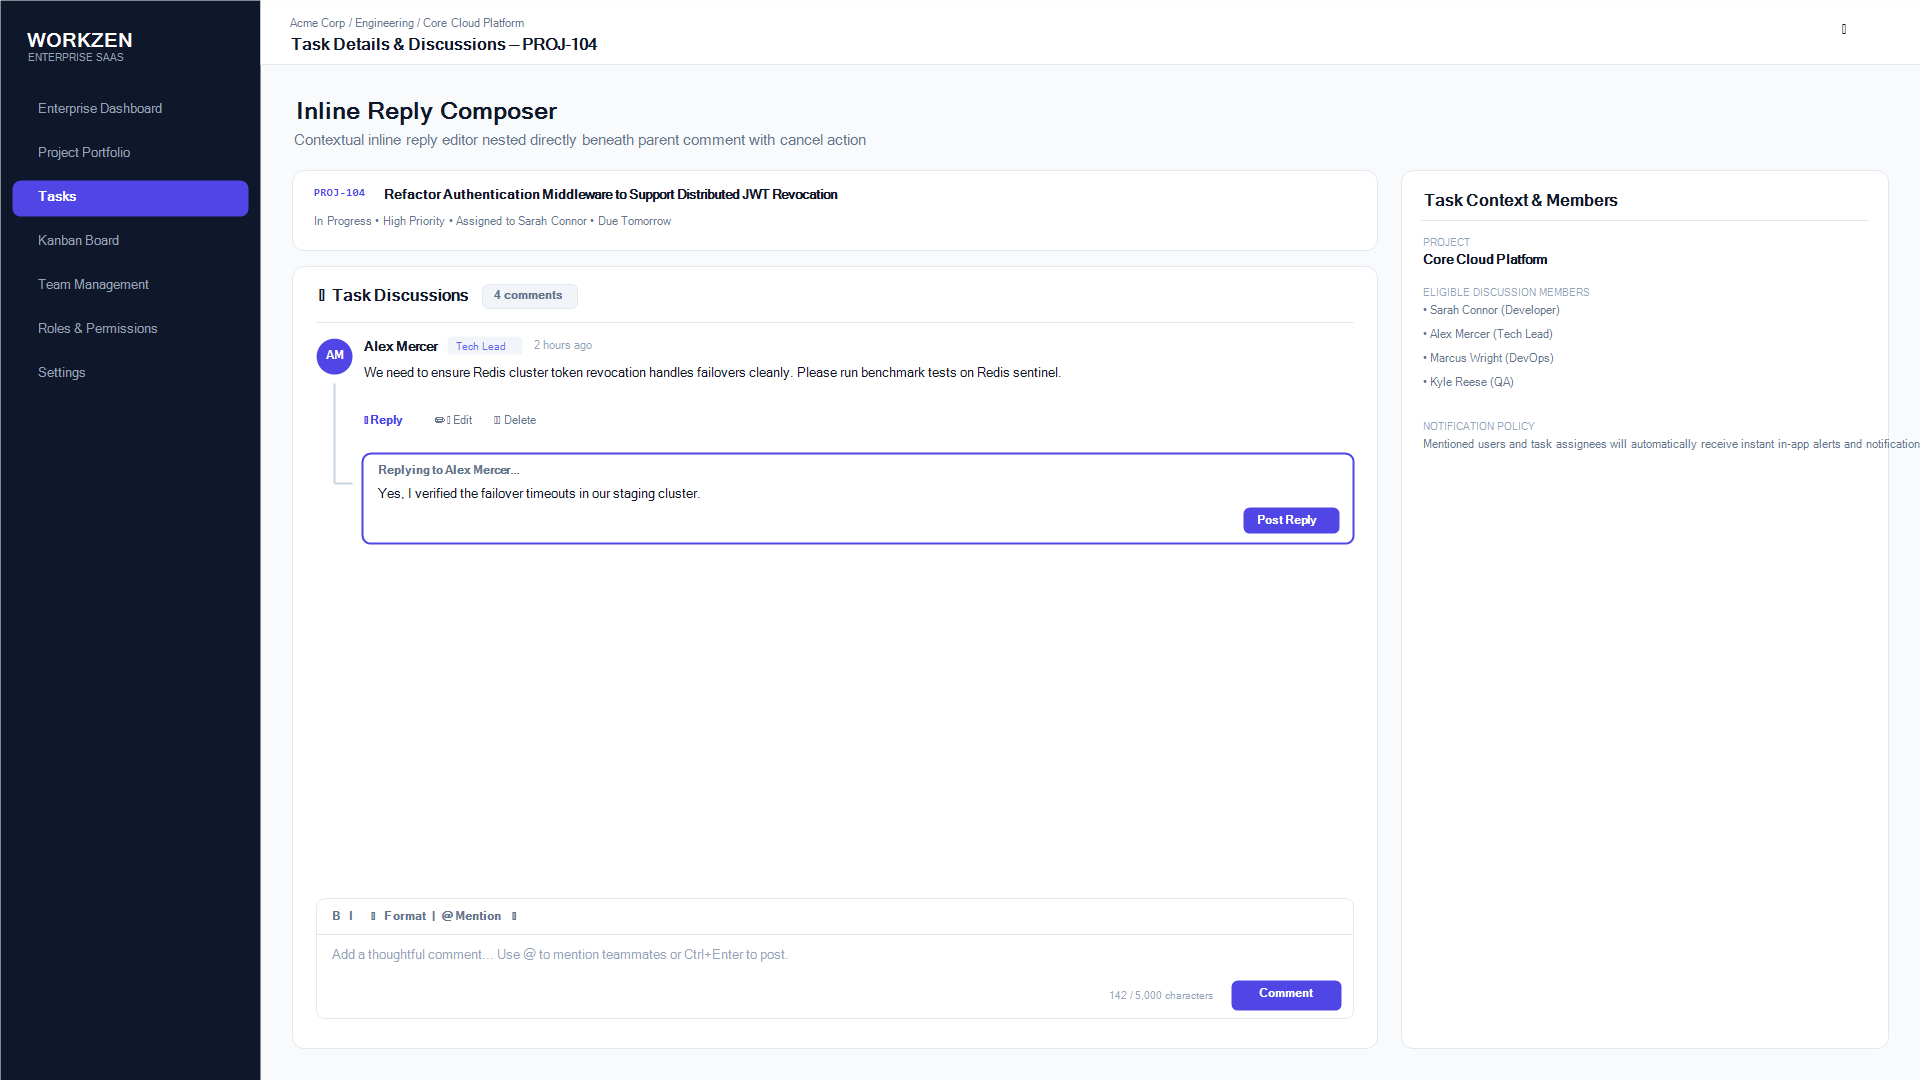 WORKZEN
ENTERPRISE SAAS
Enterprise Dashboard
Project Portfolio
Tasks
Kanban Board
Team Management
Roles & Permissions
Settings
Acme Corp / Engineering / Core Cloud Platform
Task Details & Discussions — PROJ-104
Inline Reply Composer
Contextual inline reply editor nested directly beneath parent comment with cancel action
PROJ-104 Refactor Authentication Middleware to Support Distributed JWT Revocation
In Progress • High Priority • Assigned to Sarah Connor • Due Tomorrow
Task Discussions 4 comments
AM Alex Mercer Tech Lead 2 hours ago
We need to ensure Redis cluster token revocation handles failovers cleanly. Please run benchmark tests on Redis sentinel.
Reply ✏ Edit Delete
Replying to Alex Mercer...
Yes, I verified the failover timeouts in our staging cluster.
Post Reply
B I Format | @ Mention
Add a thoughtful comment... Use @ to mention teammates or Ctrl+Enter to post.
142 / 5,000 characters Comment
Task Context & Members
PROJECT
Core Cloud Platform
ELIGIBLE DISCUSSION MEMBERS
• Sarah Connor (Developer)
• Alex Mercer (Tech Lead)
• Marcus Wright (DevOps)
• Kyle Reese (QA)
NOTIFICATION POLICY
Mentioned users and task assignees will automatically receive instant in-app alerts and notification